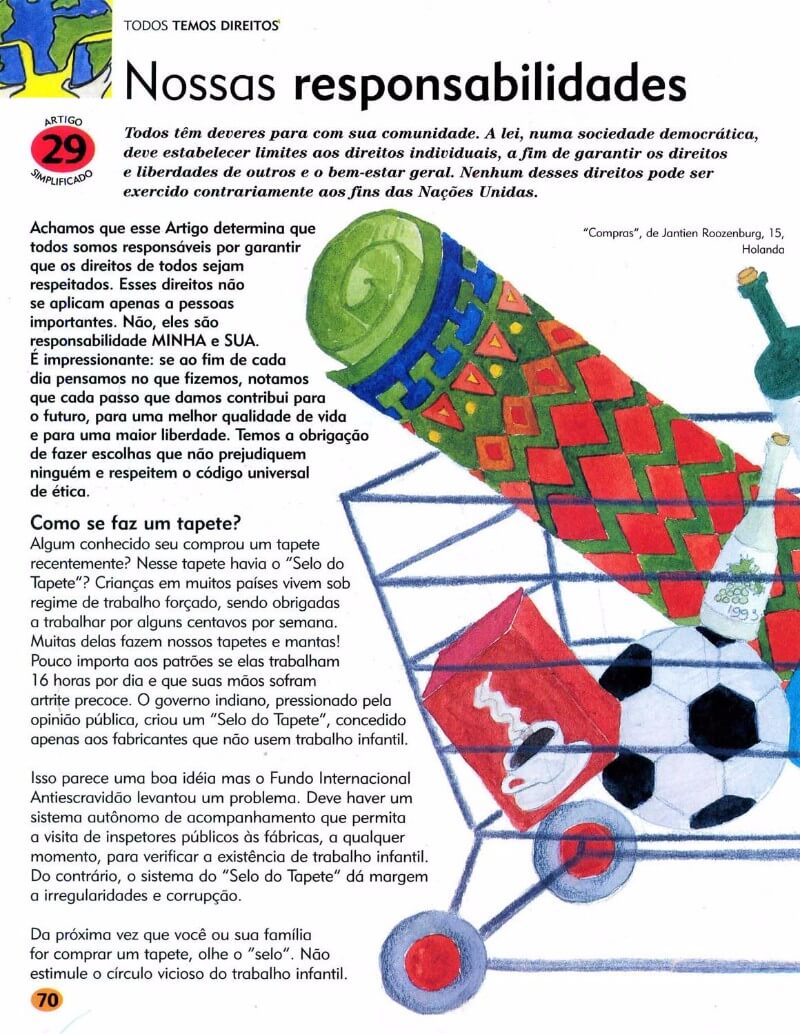 TODOS TEMOS DIREITOS
Nossas responsabilidades
ARTIGO
29
SIMPLIFICADO
Todos têm deveres para com sua comunidade. A lei, numa sociedade democrática,
deve estabelecer limites aos direitos individuais, a fim de garantir os direitos
e liberdades de outros e o bem-estar geral. Nenhum desses direitos pode ser
exercido contrariamente aos fins das Nações Unidas.
Achamos que esse Artigo determina que
todos somos responsáveis por garantir
que os direitos de todos sejam
respeitados. Esses direitos não
se aplicam apenas a pessoas
importantes. Não, eles são
responsabilidade MINHA e SUA.
É impressionante: se ao fim de cada
dia pensamos no que fizemos, notamos
que cada passo que damos contribui para
o futuro, para uma melhor qualidade de vida
e para uma maior liberdade. Temos a obrigação
de fazer escolhas que não prejudiquem
ninguém e respeitem o código universal
de ética.
"Compras", de Jantien Roozenburg, 15,
Holanda
1993
Como se faz um tapete?
Algum conhecido seu comprou um tapete
recentemente? Nesse tapete havia o "Selo do
Tapete"? Crianças em muitos países vivem sob
regime de trabalho forçado, sendo obrigadas
a trabalhar por alguns centavos por semana.
Muitas delas fazem nossos tapetes e mantas!
Pouco importa aos patrões se elas trabalham
16 horas por dia e que suas mãos sofram
artrite precoce. O governo indiano, pressionado pela
opinião pública, criou um "Selo do Tapete", concedido
apenas aos fabricantes que não usem trabalho infantil.
Isso parece uma boa idéia mas o Fundo Internacional
Antiescravidão levantou um problema. Deve haver um
sistema autônomo de acompanhamento que permita
a visita de inspetores públicos às fábricas, a qualquer
momento, para verificar a existência de trabalho infantil.
Do contrário, o sistema do "Selo do Tapete" dá margem
a irregularidades e corrupção.
Da próxima vez que você ou sua família
for comprar um tapete, olhe o "selo". Não
estimule o círculo vicioso do trabalho infantil.
70